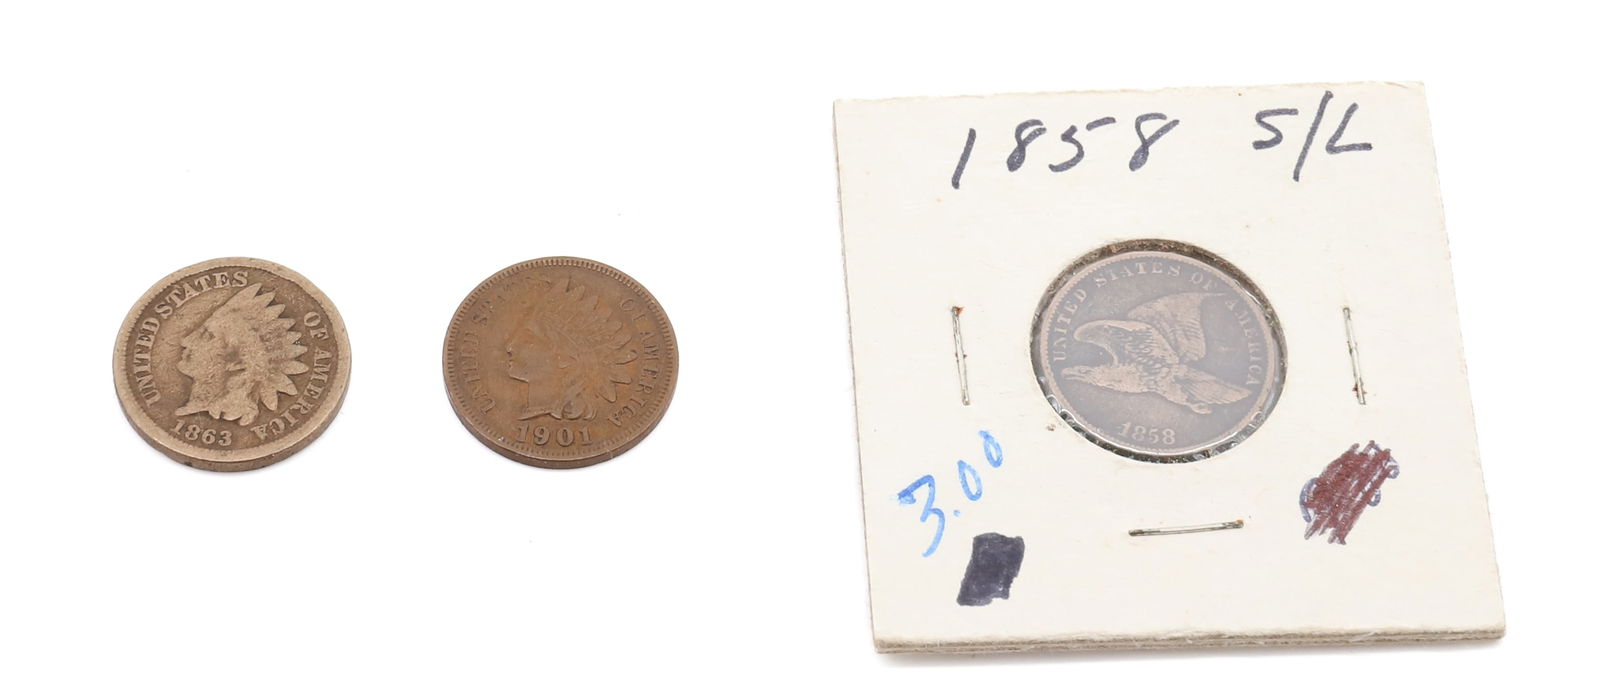 UNITED STATES OF AMERICA
1863
UNITED STATES OF AMERICA
1901
1858 S/L
UNITED STATES OF AMERICA
1858
3.00